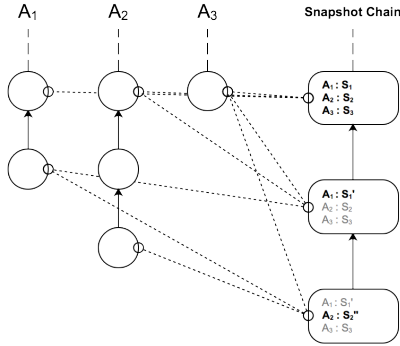 A₁ A₂ A₃ Snapshot Chain
A₁ : S₁
A₂ : S₂
A₃ : S₃
A₁ : S₁'
A₂ : S₂
A₃ : S₃
A₁ : S₁'
A₂ : S₂''
A₃ : S₃